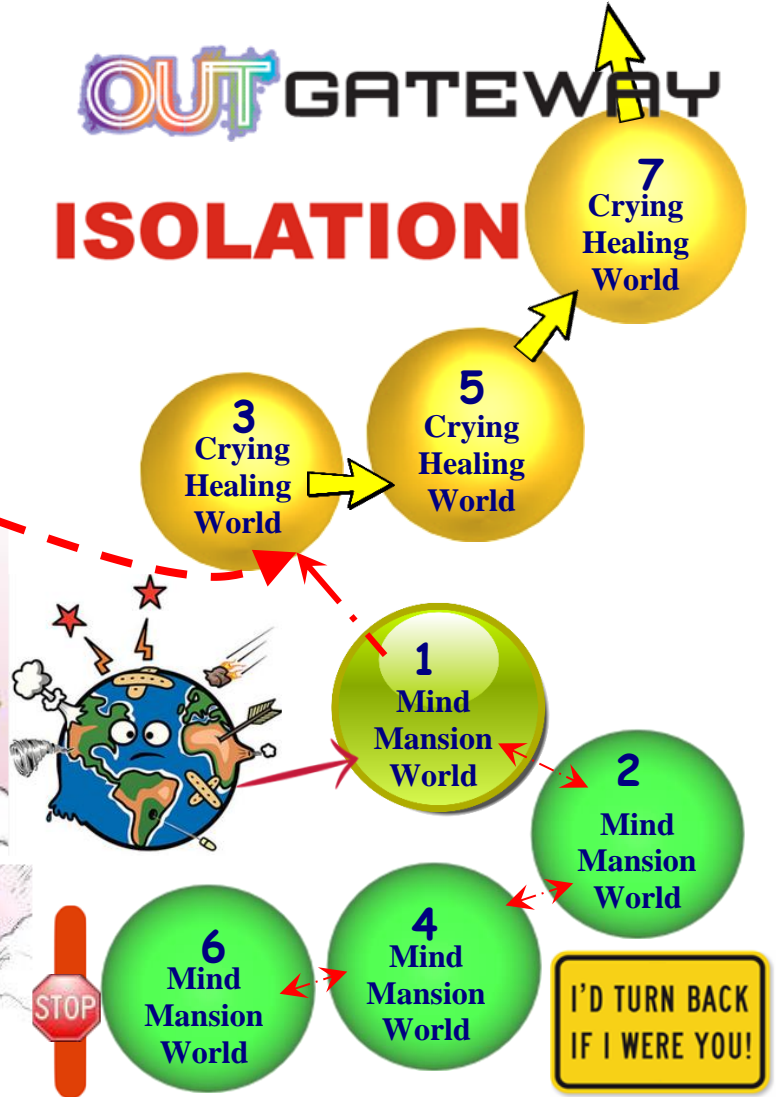 OUT GATEWAY
ISOLATION
7
Crying
Healing
World
5
Crying
Healing
World
3
Crying
Healing
World
1
Mind
Mansion
World
2
Mind
Mansion
World
4
Mind
Mansion
World
6
Mind
Mansion
World
STOP
I'D TURN BACK
IF I WERE YOU!